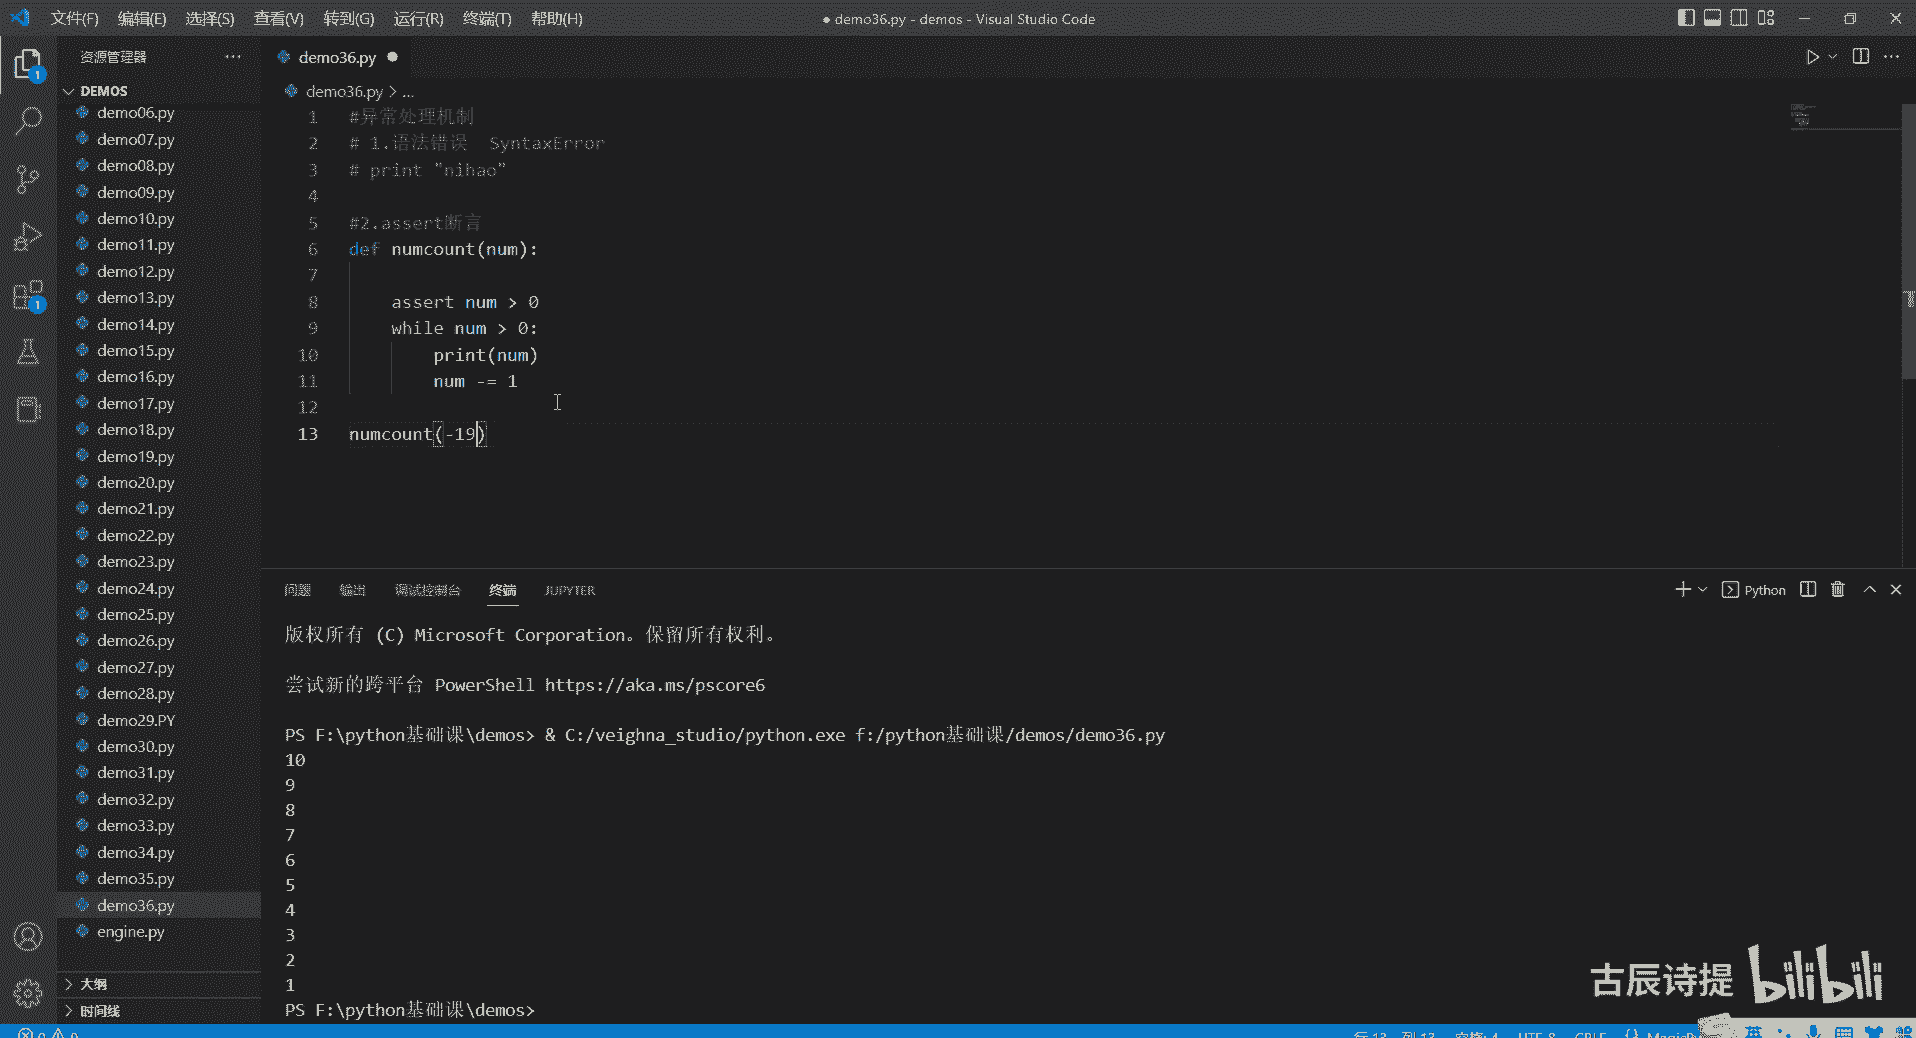 文件(F) 编辑(E) 选择(S) 查看(V) 转到(G) 运行(R) 终端(T) 帮助(H)
● demo36.py - demos - Visual Studio Code
资源管理器 ···
demo36.py ●
DEMOS
demo36.py > ...
demo06.py
demo07.py
demo08.py
demo09.py
demo10.py
demo11.py
demo12.py
demo13.py
demo14.py
demo15.py
demo16.py
demo17.py
demo18.py
demo19.py
demo20.py
demo21.py
demo22.py
demo23.py
demo24.py
demo25.py
demo26.py
demo27.py
demo28.py
demo29.PY
demo30.py
demo31.py
demo32.py
demo33.py
demo34.py
demo35.py
demo36.py
engine.py
大纲
时间线
1
1
1 #异常处理机制
2 # 1.语法错误 SyntaxError
3 # print "nihao"
4
5 #2.assert断言
6 def numcount(num):
7
8 assert num > 0
9 while num > 0:
10 print(num)
11 num -= 1
12
13 numcount(-19)
问题 输出 调试控制台 终端 JUPYTER
Python
版权所有 (C) Microsoft Corporation。保留所有权利。
尝试新的跨平台 PowerShell https://aka.ms/pscore6
PS F:\python基础课\demos> & C:/veighna_studio/python.exe f:/python基础课/demos/demo36.py
10
9
8
7
6
5
4
3
2
1
PS F:\python基础课\demos>
古辰诗提 bilibili
英